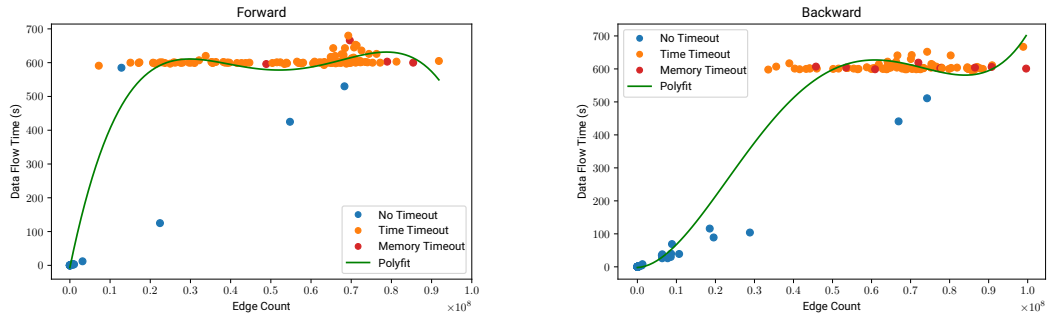 Forward
Data Flow Time (s)
700
600
500
400
300
200
100
0
No Timeout
Time Timeout
Memory Timeout
Polyfit
0.0 0.1 0.2 0.3 0.4 0.5 0.6 0.7 0.8 0.9 1.0
×10⁸
Edge Count
Backward
Data Flow Time (s)
700
600
500
400
300
200
100
0
No Timeout
Time Timeout
Memory Timeout
Polyfit
0.0 0.1 0.2 0.3 0.4 0.5 0.6 0.7 0.8 0.9 1.0
×10⁸
Edge Count